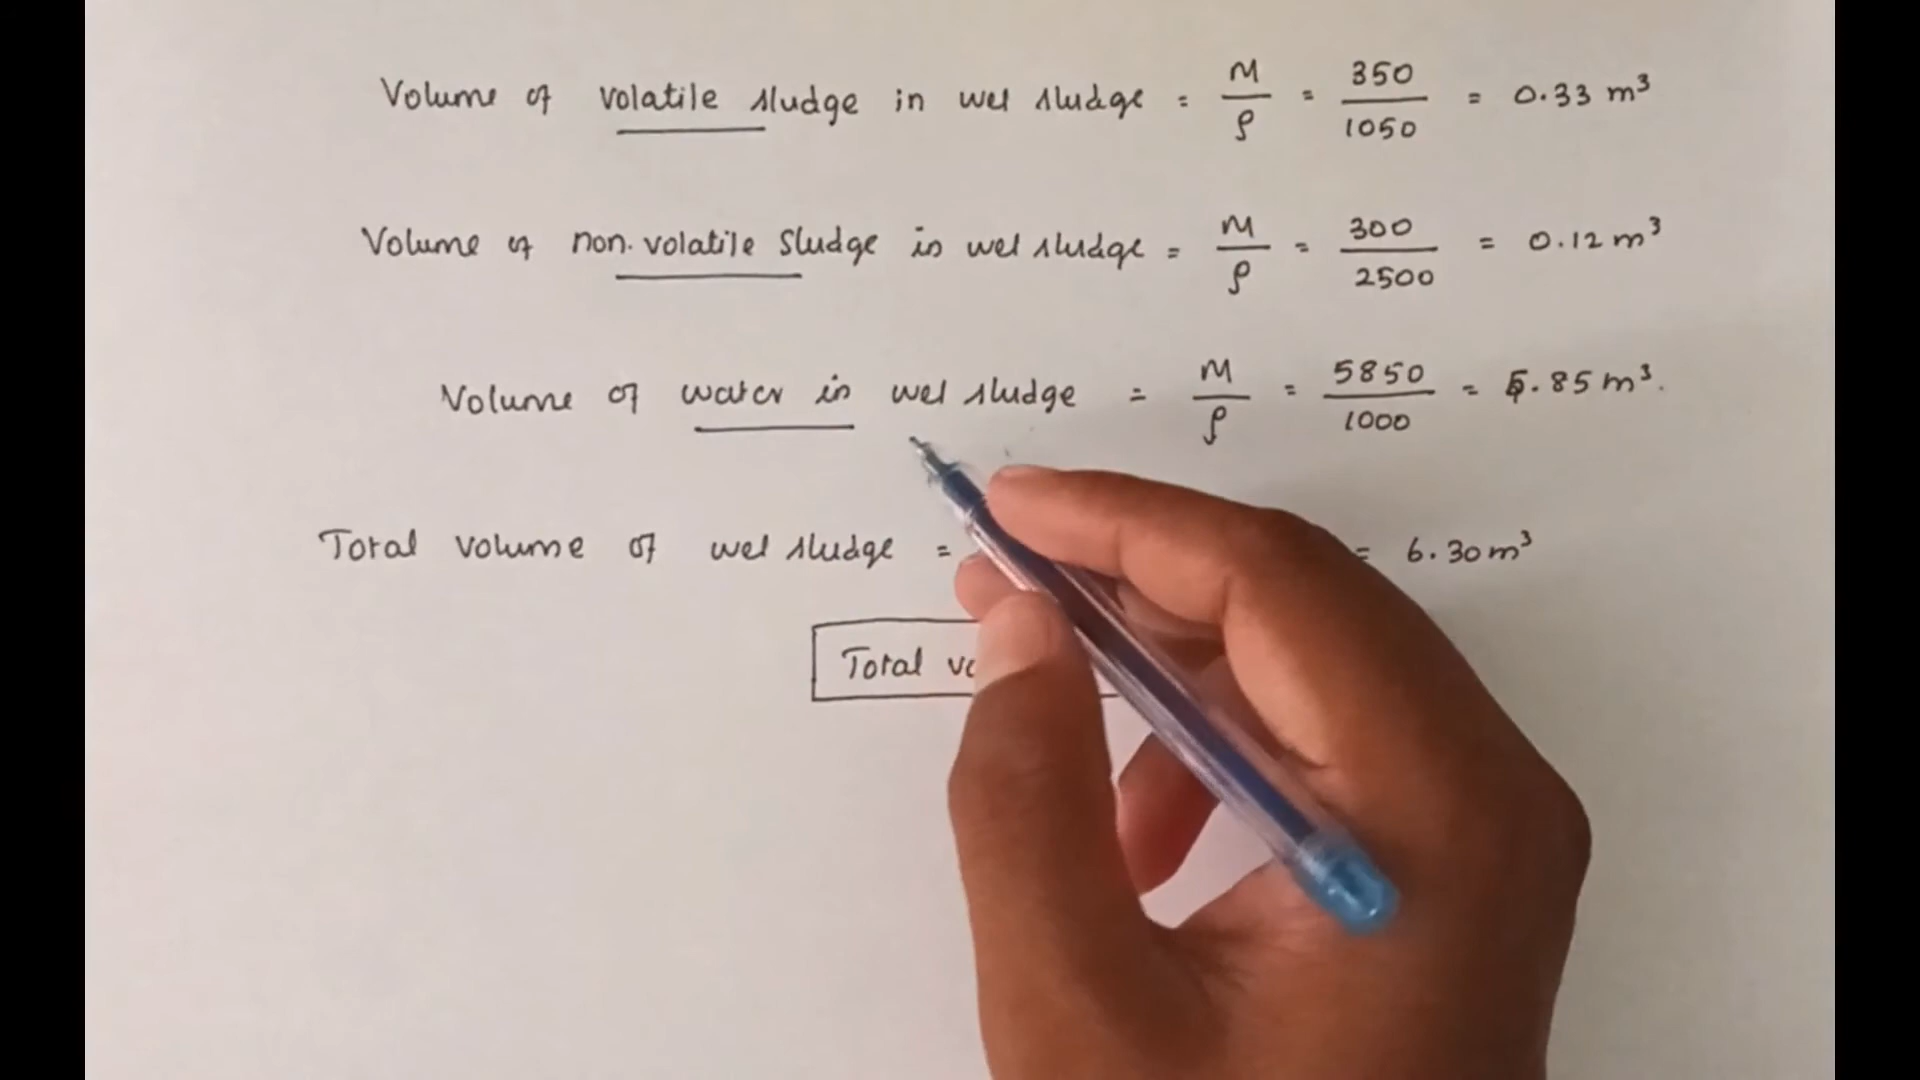 Volume of volatile sludge in wet sludge = M/ρ = 350/1050 = 0.33 m³
Volume of non.volatile sludge in wet sludge = M/ρ = 300/2500 = 0.12 m³
Volume of water in wet sludge = M/ρ = 5850/1000 = 5.85 m³.
Total volume of wet sludge = = 6.30 m³
Total